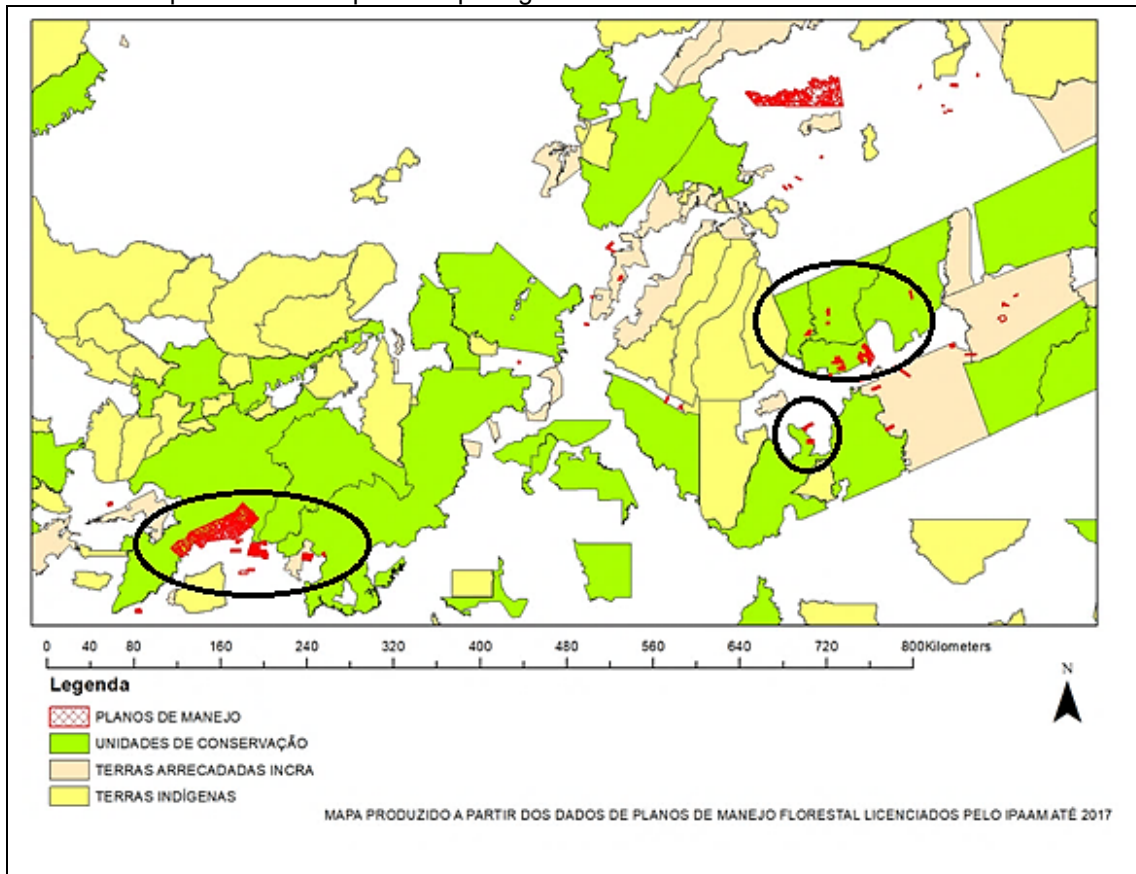 0 40 80 160 240 320 400 480 560 640 720 800Kilometers
N
Legenda
PLANOS DE MANEJO
UNIDADES DE CONSERVAÇÃO
TERRAS ARRECADADAS INCRA
TERRAS INDÍGENAS
MAPA PRODUZIDO A PARTIR DOS DADOS DE PLANOS DE MANEJO FLORESTAL LICENCIADOS PELO IPAAM ATÉ 2017